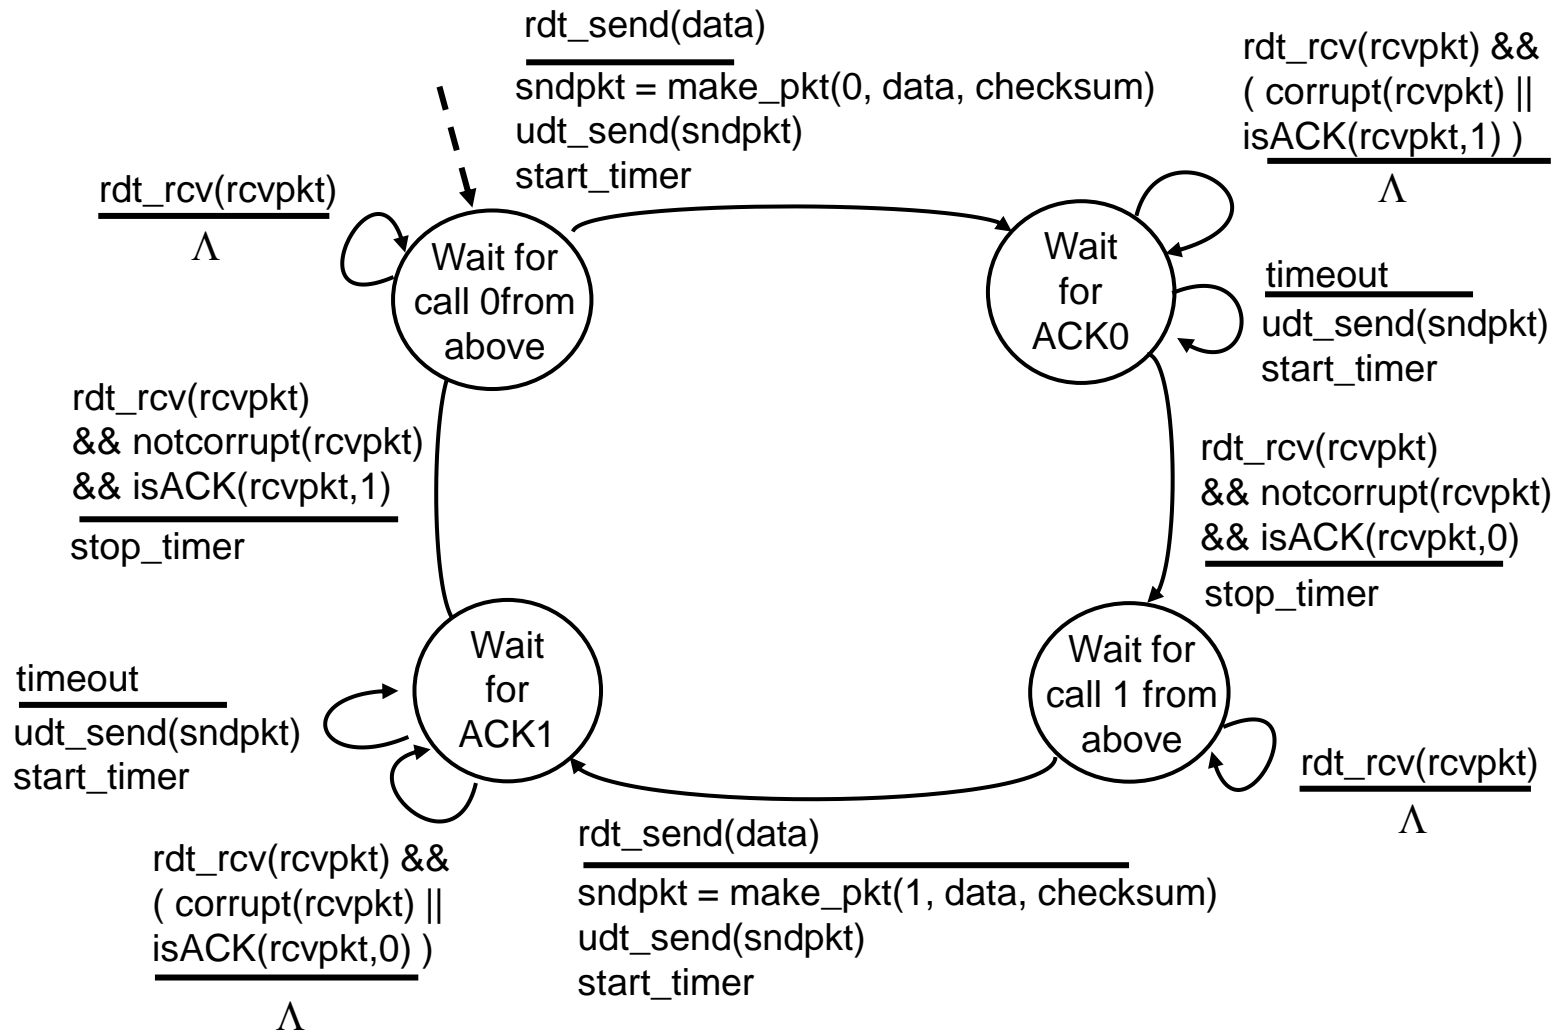 rdt_send(data)
sndpkt = make_pkt(0, data, checksum)
udt_send(sndpkt)
start_timer
rdt_rcv(rcvpkt) &&
( corrupt(rcvpkt) ||
isACK(rcvpkt,1) )
Λ
rdt_rcv(rcvpkt)
Λ
Wait for
call 0from
above
Wait
for
ACK0
timeout
udt_send(sndpkt)
start_timer
rdt_rcv(rcvpkt)
&& notcorrupt(rcvpkt)
&& isACK(rcvpkt,1)
stop_timer
rdt_rcv(rcvpkt)
&& notcorrupt(rcvpkt)
&& isACK(rcvpkt,0)
stop_timer
Wait
for
ACK1
Wait for
call 1 from
above
timeout
udt_send(sndpkt)
start_timer
rdt_rcv(rcvpkt)
Λ
rdt_rcv(rcvpkt) &&
( corrupt(rcvpkt) ||
isACK(rcvpkt,0) )
Λ
rdt_send(data)
sndpkt = make_pkt(1, data, checksum)
udt_send(sndpkt)
start_timer